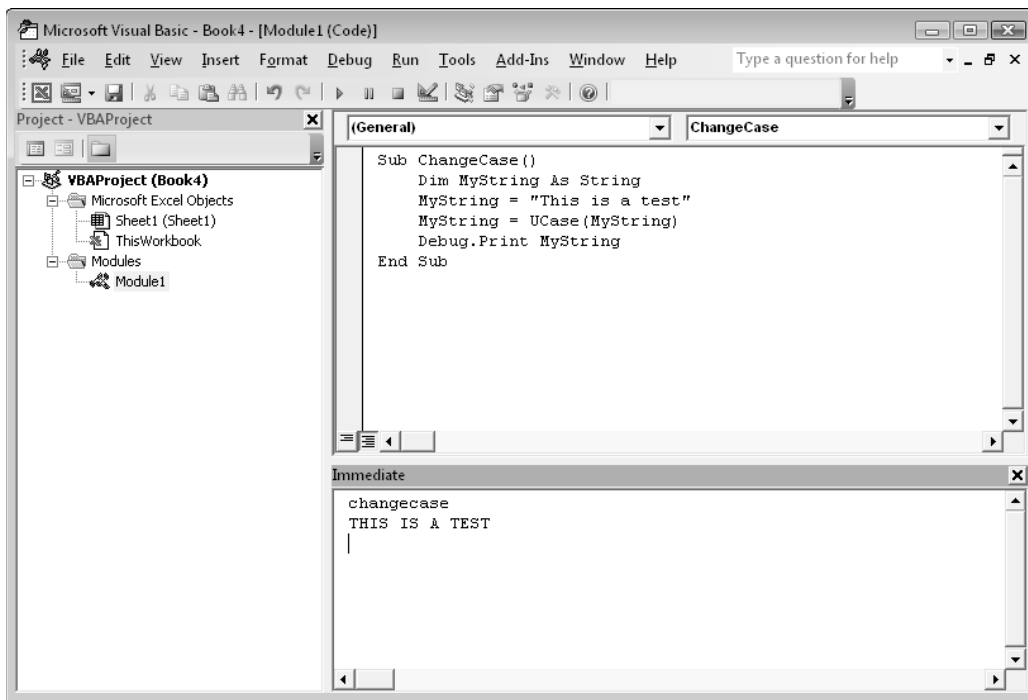 Microsoft Visual Basic - Book4 - [Module1 (Code)]
File Edit View Insert Format Debug Run Tools Add-Ins Window Help Type a question for help
Project - VBAProject
VBAProject (Book4)
Microsoft Excel Objects
Sheet1 (Sheet1)
ThisWorkbook
Modules
Module1
(General) ChangeCase
Sub ChangeCase()
    Dim MyString As String
    MyString = "This is a test"
    MyString = UCase(MyString)
    Debug.Print MyString
End Sub
Immediate
changecase
THIS IS A TEST